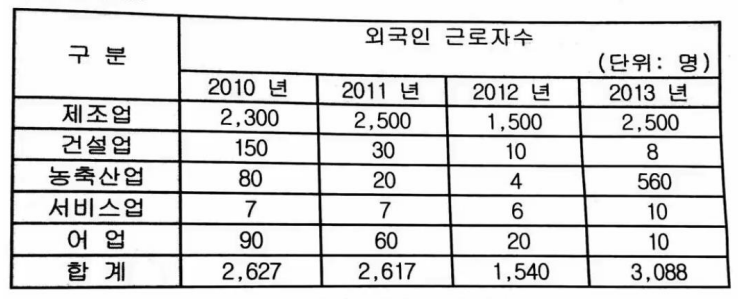 구 분 외국인 근로자수
(단위: 명)
2010 년 2011 년 2012 년 2013 년
제조업 2,300 2,500 1,500 2,500
건설업 150 30 10 8
농축산업 80 20 4 560
서비스업 7 7 6 10
어 업 90 60 20 10
합 계 2,627 2,617 1,540 3,088